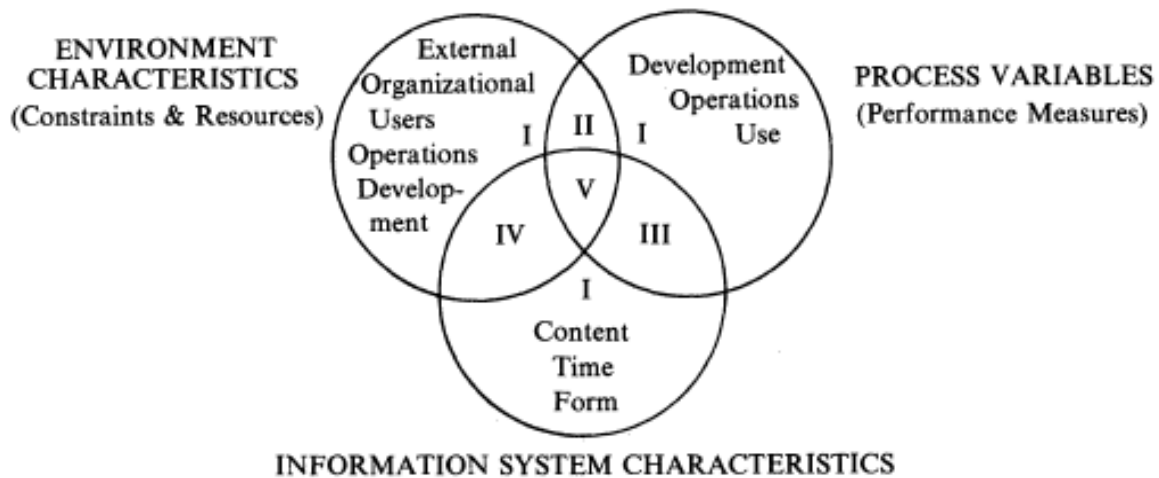 ENVIRONMENT
CHARACTERISTICS
(Constraints & Resources)
External
Organizational
Users
Operations
Develop-
ment
I
II
I
Development
Operations
Use
PROCESS VARIABLES
(Performance Measures)
V
IV
III
I
Content
Time
Form
INFORMATION SYSTEM CHARACTERISTICS